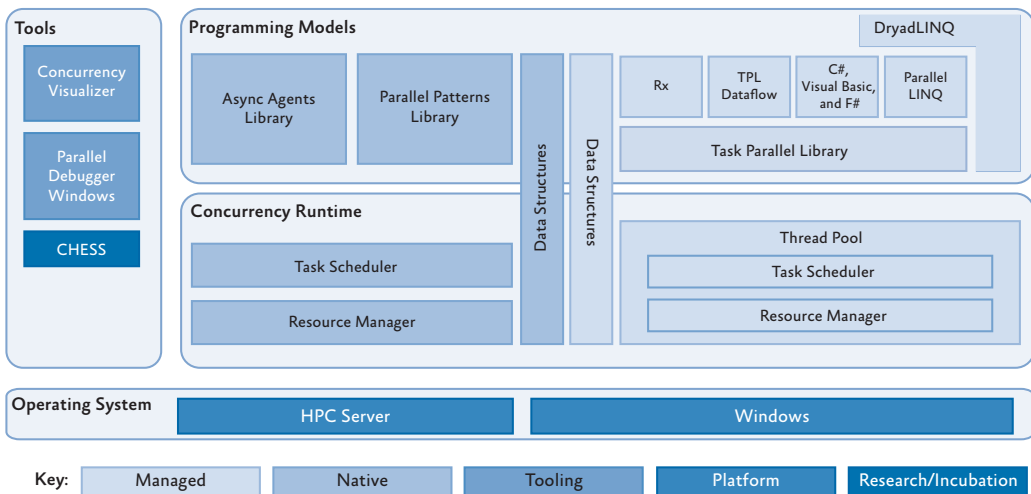 Tools
Concurrency
Visualizer
Parallel
Debugger
Windows
CHESS
Programming Models
Async Agents
Library
Parallel Patterns
Library
Data Structures
Data Structures
DryadLINQ
Rx
TPL
Dataflow
C#,
Visual Basic,
and F#
Parallel
LINQ
Task Parallel Library
Concurrency Runtime
Task Scheduler
Resource Manager
Thread Pool
Task Scheduler
Resource Manager
Operating System
HPC Server
Windows
Key:
Managed
Native
Tooling
Platform
Research/Incubation